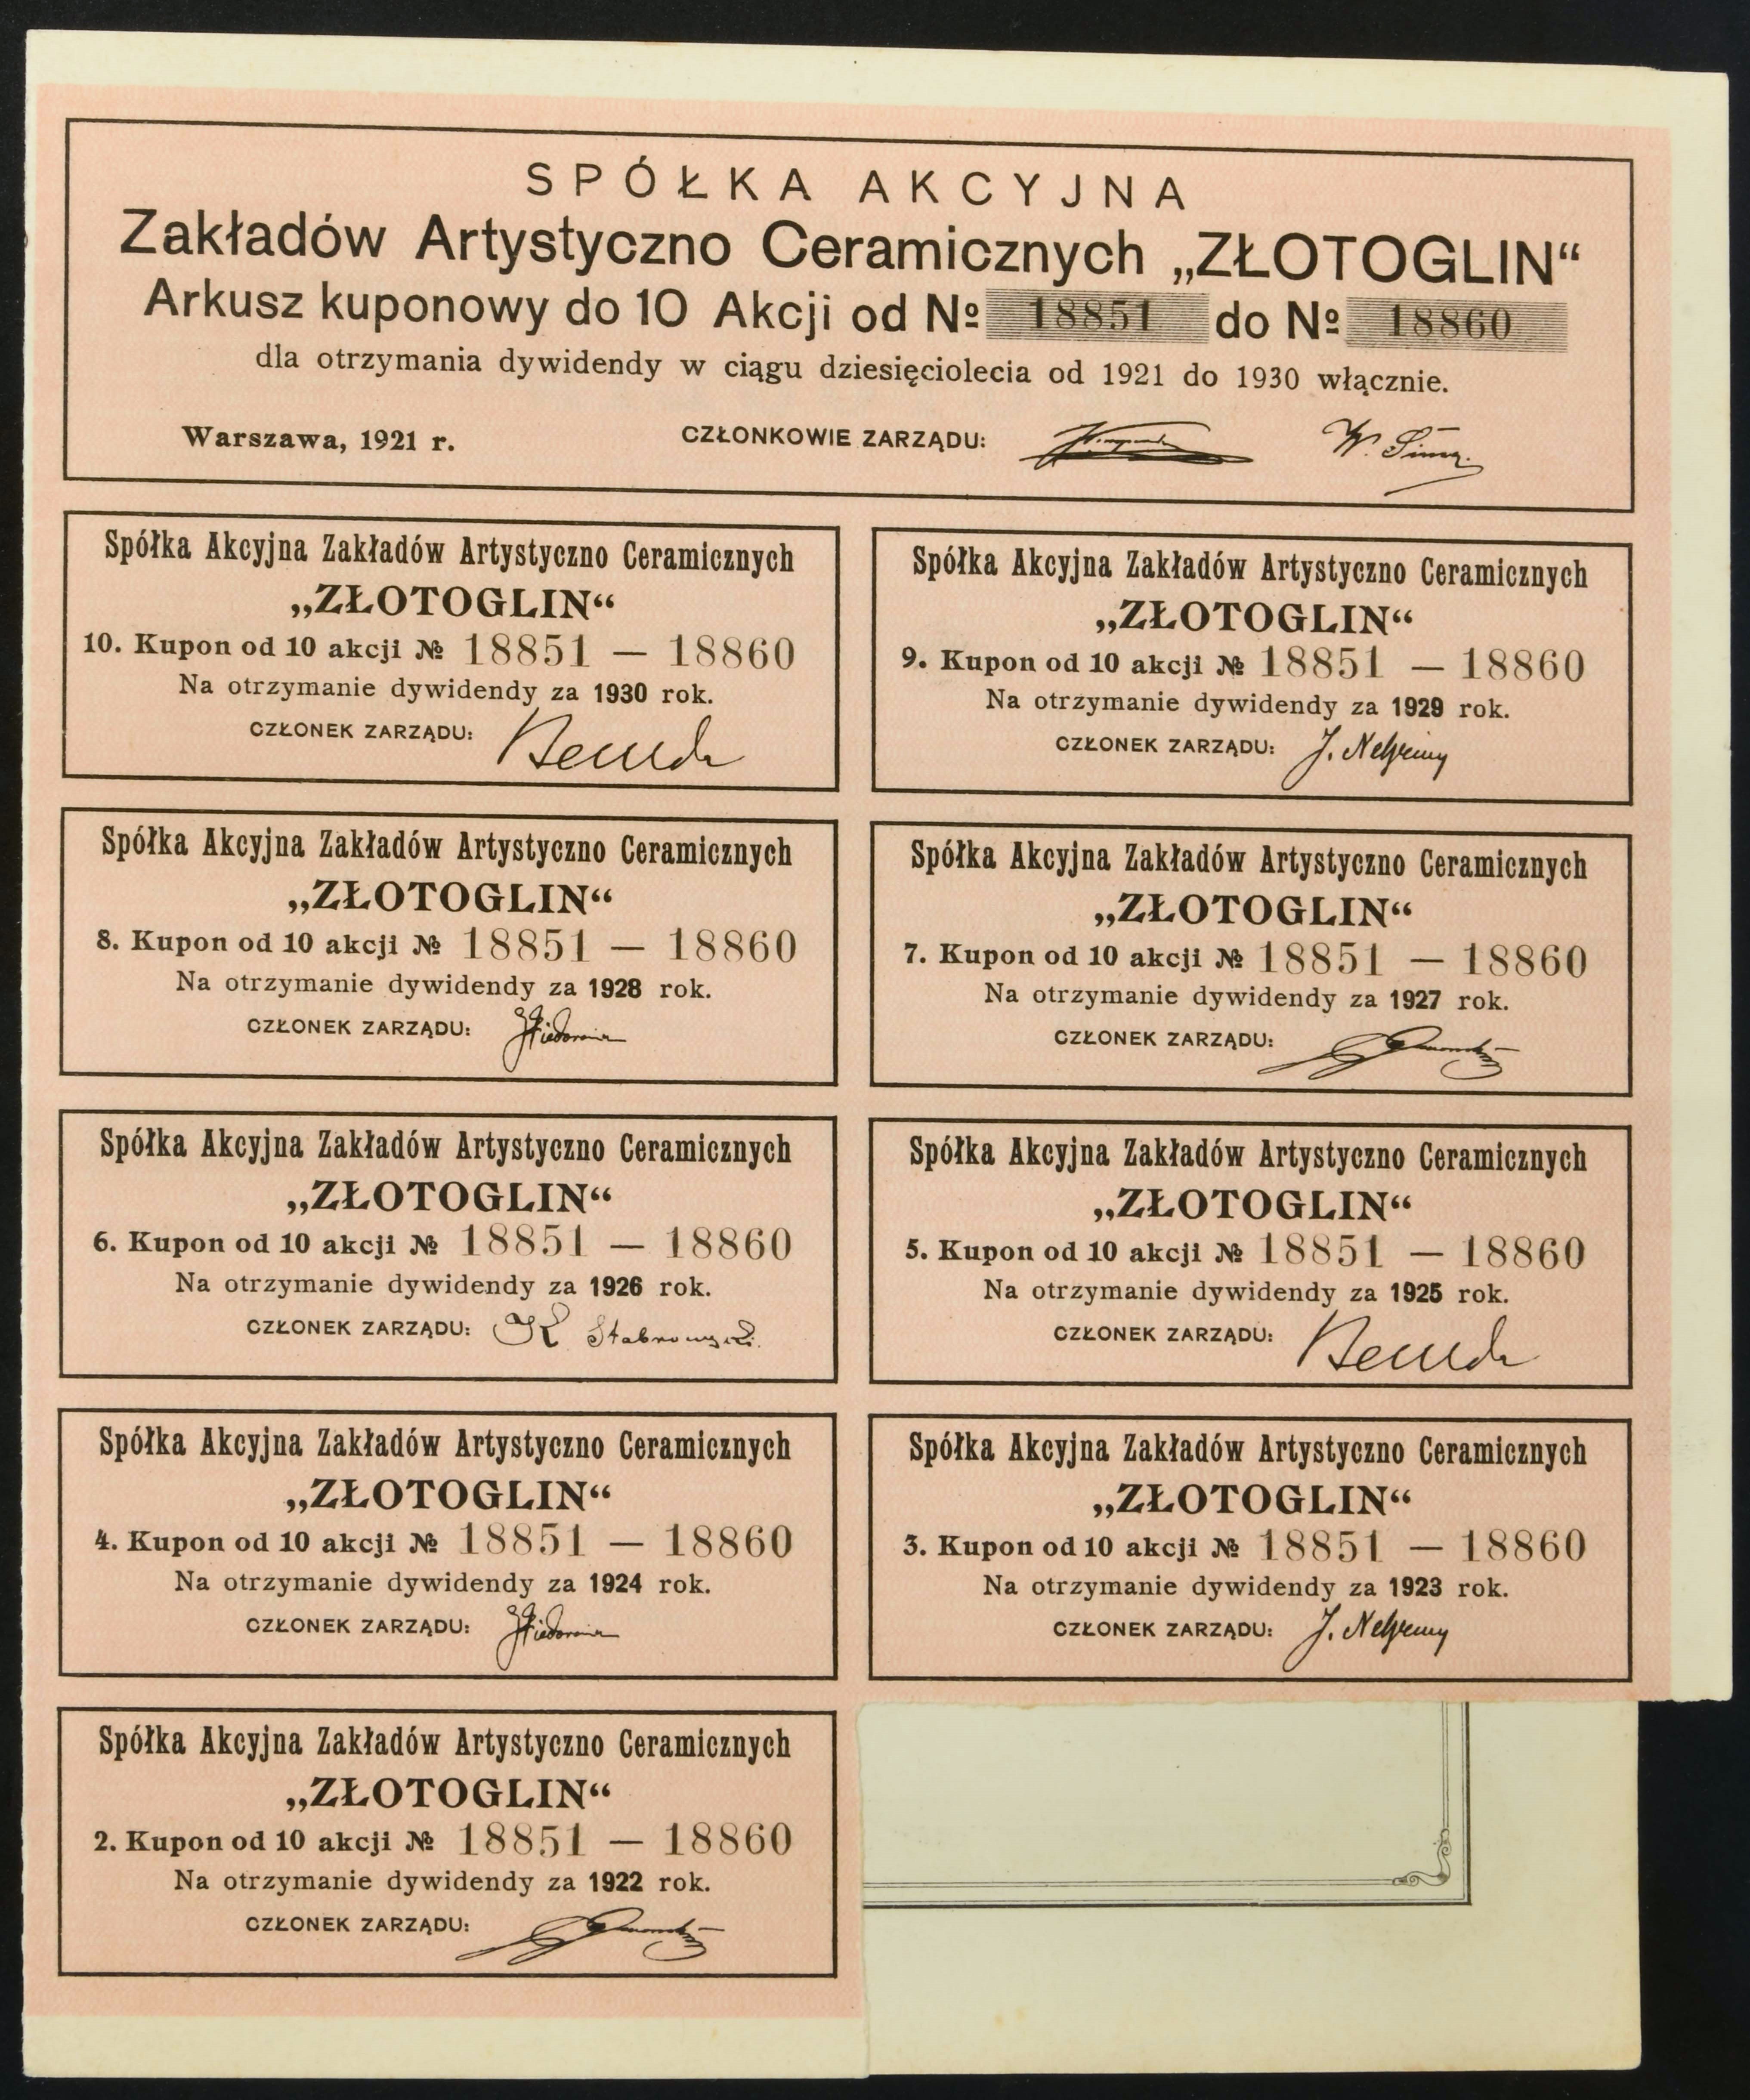 SPÓŁKA AKCYJNA
Zakładów Artystyczno Ceramicznych „ZŁOTOGLIN“
Arkusz kuponowy do 10 Akcji od № 18851 do № 18860
dla otrzymania dywidendy w ciągu dziesięciolecia od 1921 do 1930 włącznie.
Warszawa, 1921 r. CZŁONKOWIE ZARZĄDU:
Spółka Akcyjna Zakładów Artystyczno Ceramicznych
„ZŁOTOGLIN“
10. Kupon od 10 akcji № 18851 — 18860
Na otrzymanie dywidendy za 1930 rok.
CZŁONEK ZARZĄDU:
Spółka Akcyjna Zakładów Artystyczno Ceramicznych
„ZŁOTOGLIN“
9. Kupon od 10 akcji № 18851 — 18860
Na otrzymanie dywidendy za 1929 rok.
CZŁONEK ZARZĄDU:
Spółka Akcyjna Zakładów Artystyczno Ceramicznych
„ZŁOTOGLIN“
8. Kupon od 10 akcji № 18851 — 18860
Na otrzymanie dywidendy za 1928 rok.
CZŁONEK ZARZĄDU:
Spółka Akcyjna Zakładów Artystyczno Ceramicznych
„ZŁOTOGLIN“
7. Kupon od 10 akcji № 18851 — 18860
Na otrzymanie dywidendy za 1927 rok.
CZŁONEK ZARZĄDU:
Spółka Akcyjna Zakładów Artystyczno Ceramicznych
„ZŁOTOGLIN“
6. Kupon od 10 akcji № 18851 — 18860
Na otrzymanie dywidendy za 1926 rok.
CZŁONEK ZARZĄDU:
Spółka Akcyjna Zakładów Artystyczno Ceramicznych
„ZŁOTOGLIN“
5. Kupon od 10 akcji № 18851 — 18860
Na otrzymanie dywidendy za 1925 rok.
CZŁONEK ZARZĄDU:
Spółka Akcyjna Zakładów Artystyczno Ceramicznych
„ZŁOTOGLIN“
4. Kupon od 10 akcji № 18851 — 18860
Na otrzymanie dywidendy za 1924 rok.
CZŁONEK ZARZĄDU:
Spółka Akcyjna Zakładów Artystyczno Ceramicznych
„ZŁOTOGLIN“
3. Kupon od 10 akcji № 18851 — 18860
Na otrzymanie dywidendy za 1923 rok.
CZŁONEK ZARZĄDU:
Spółka Akcyjna Zakładów Artystyczno Ceramicznych
„ZŁOTOGLIN“
2. Kupon od 10 akcji № 18851 — 18860
Na otrzymanie dywidendy za 1922 rok.
CZŁONEK ZARZĄDU: